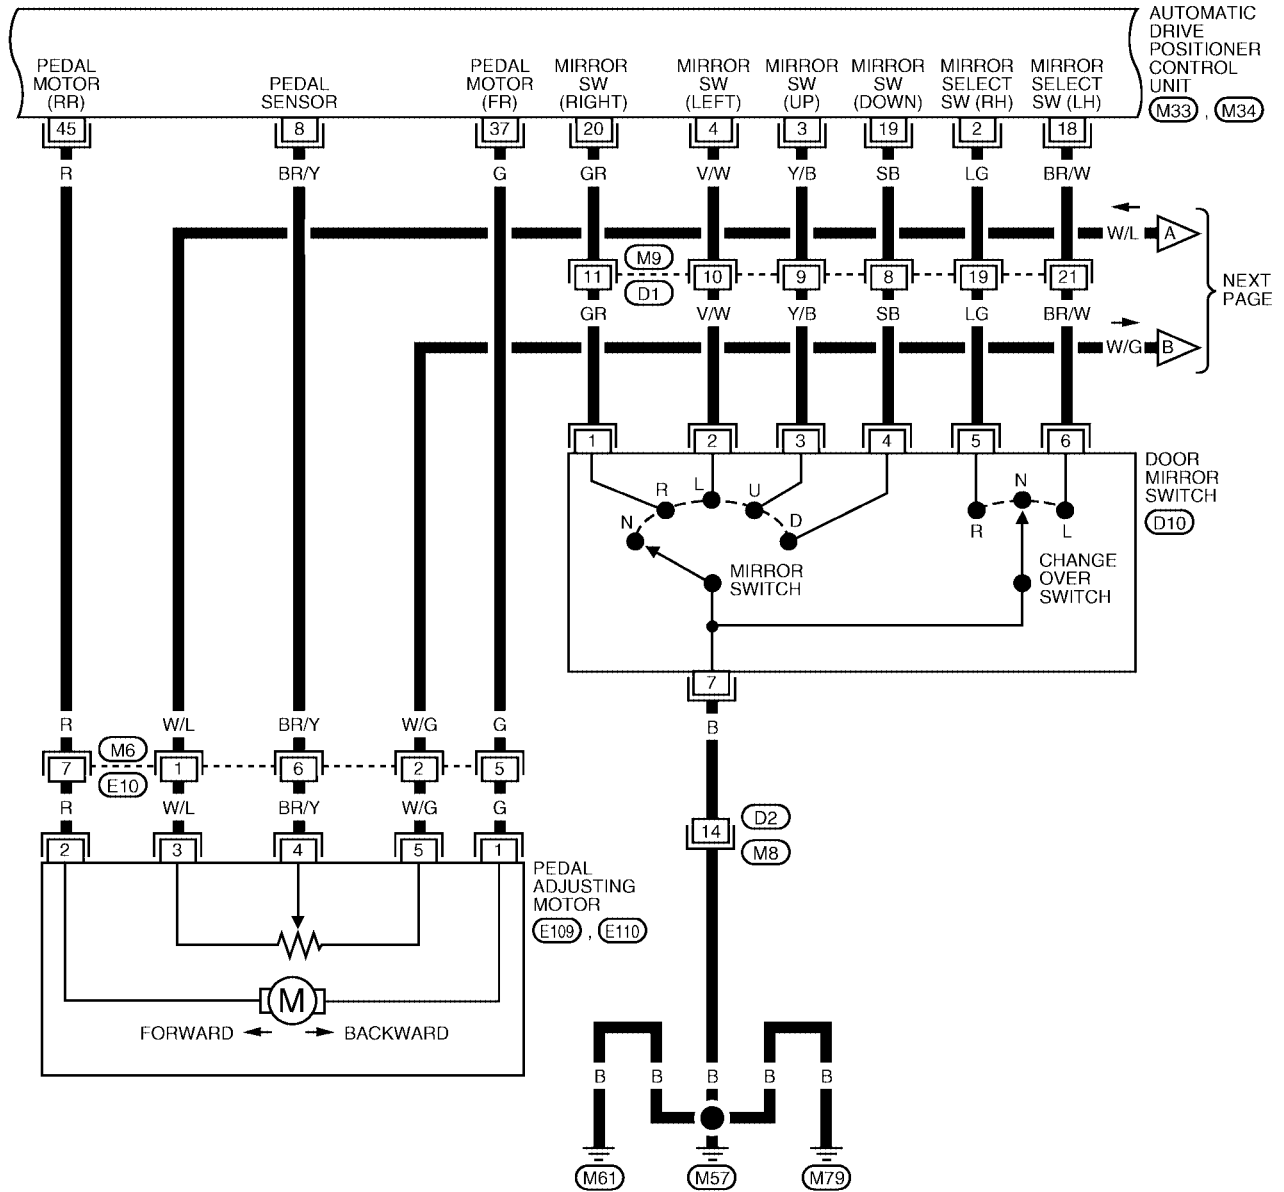 AUTOMATIC
DRIVE
POSITIONER
CONTROL
UNIT
M33 , M34
PEDAL
MOTOR
(RR)
PEDAL
SENSOR
PEDAL
MOTOR
(FR)
MIRROR
SW
(RIGHT)
MIRROR
SW
(LEFT)
MIRROR
SW
(UP)
MIRROR
SW
(DOWN)
MIRROR
SELECT
SW (RH)
MIRROR
SELECT
SW (LH)
45 8 37 20 4 3 19 2 18
R BR/Y G GR V/W Y/B SB LG BR/W
W/L A
M9
11 10 9 8 19 21
D1
NEXT
PAGE
GR V/W Y/B SB LG BR/W
W/G B
1 2 3 4 5 6
DOOR
MIRROR
SWITCH
D10
N R L U D
MIRROR
SWITCH
R N L
CHANGE
OVER
SWITCH
7
B
R W/L BR/Y W/G G
M6
7 1 6 2 5
E10
R W/L BR/Y W/G G
D2
14
M8
2 3 4 5 1
PEDAL
ADJUSTING
MOTOR
E109 , E110
M
FORWARD BACKWARD
B B B B B
M61 M57 M79